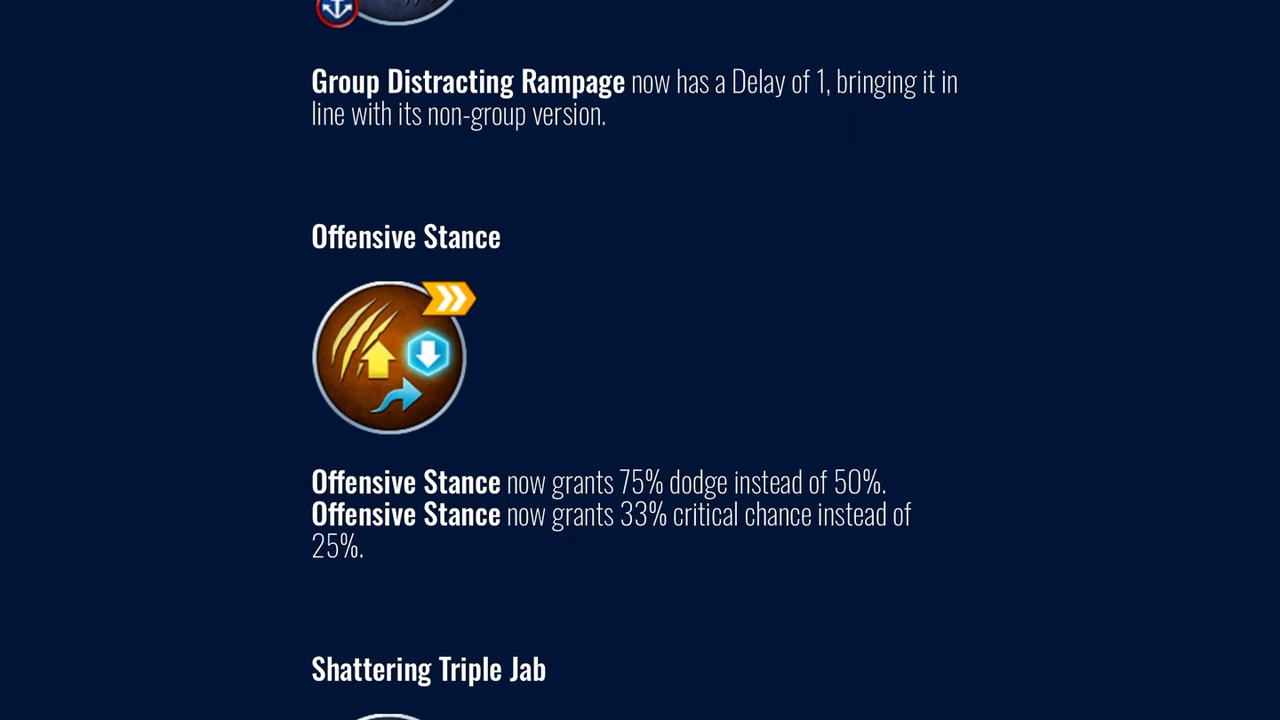 Group Distracting Rampage now has a Delay of 1, bringing it in
line with its non-group version.
Offensive Stance
Offensive Stance now grants 75% dodge instead of 50%.
Offensive Stance now grants 33% critical chance instead of
25%.
Shattering Triple Jab